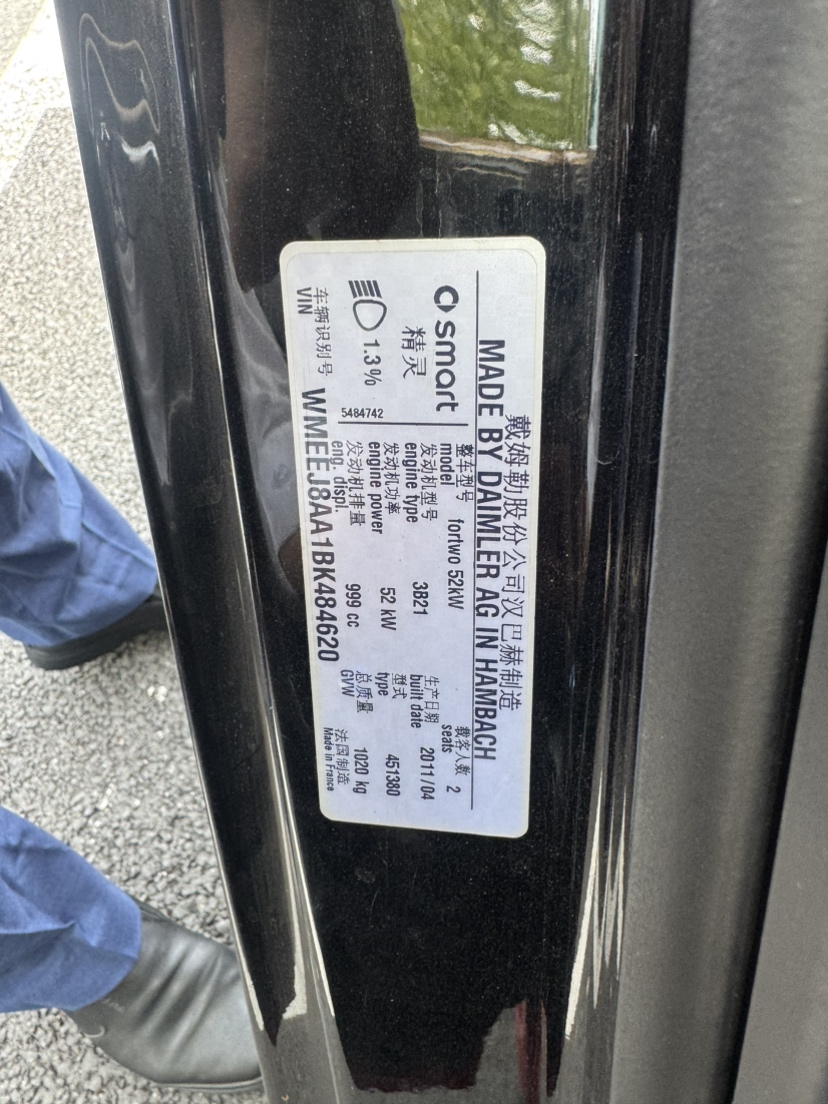 戴姆勒股份公司汉巴赫制造
MADE BY DAIMLER AG IN HAMBACH
smart
精灵
1.3%
5484742
整车型号 载客人数
model fortwo 52kW seats 2
发动机型号 生产日期
engine type 3B21 built date 2011/04
发动机功率 型式
engine power 52 kW type 451380
发动机排量 总质量
eng. displ. 999 cc GVW 1020 kg
车辆识别号 法国制造
VIN WMEEJ8AA1BK484620 Made in France